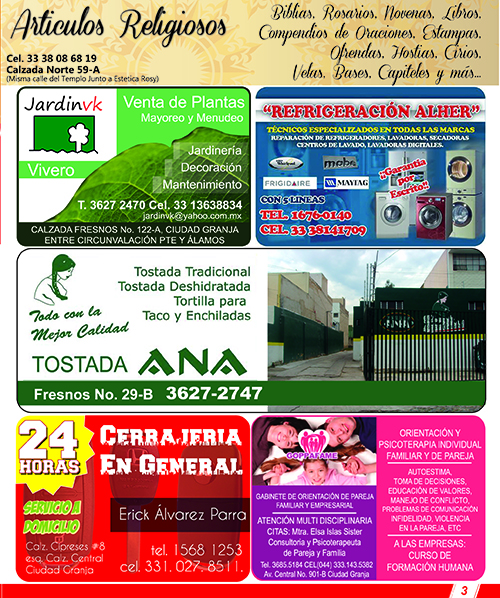 Articulos Religiosos
Cel. 33 38 08 68 19
Calzada Norte 59-A
(Misma calle del Templo Junto a Estetica Rosy)
Biblias, Rosarios, Novenas, Libros,
Compendios de Oraciones, Estampas,
Ofrendas, Hostias, Cirios,
Velas, Bases, Capiteles y más...
Jardinvk
Vivero
Venta de Plantas
Mayoreo y Menudeo
Jardinería
Decoración
Mantenimiento
T. 3627 2470 Cel. 33 13638834
jardinvk@yahoo.com.mx
CALZADA FRESNOS No. 122-A, CIUDAD GRANJA
ENTRE CIRCUNVALACIÓN PTE Y ÁLAMOS
"REFRIGERACIÓN ALHER"
TÉCNICOS ESPECIALIZADOS EN TODAS LAS MARCAS
REPARACIÓN DE REFRIGERADORES, LAVADORAS, SECADORAS
CENTROS DE LAVADO, LAVADORAS DIGITALES.
Whirlpool
mabe
FRIGIDAIRE
MAYTAG
"Garantía
por
Escrito"
CON 5 LINEAS
TEL. 1676-0140
CEL. 33 38141709
Todo con la
Mejor Calidad
Tostada Tradicional
Tostada Deshidratada
Tortilla para
Taco y Enchiladas
TOSTADA ANA
Fresnos No. 29-B 3627-2747
24
HORAS
SERVICIO A
DOMICILIO
Calz. Cipreses #8
esq. Calz. Central
Ciudad Granja
Cerrajeria
En General
Erick Álvarez Parra
tel. 1568 1253
cel. 331. 027. 8511.
GOPPAFAME
GABINETE DE ORIENTACIÓN DE PAREJA
FAMILIAR Y EMPRESARIAL
ATENCIÓN MULTI DISCIPLINARIA
CITAS: Mtra. Elsa Islas Sister
Consultoria y Psicoterapeuta
de Pareja y Familia
Tel. 3685.5184 CEL(044) 333.143.5382
Av. Central No. 901-B Ciudad Granja
ORIENTACIÓN Y
PSICOTERAPIA INDIVIDUAL
FAMILIAR Y DE PAREJA
AUTOESTIMA,
TOMA DE DECISIONES,
EDUCACIÓN DE VALORES,
MANEJO DE CONFLICTO,
PROBLEMAS DE COMUNICACIÓN
INFIDELIDAD, VIOLENCIA
EN LA PAREJA, ETC
A LAS EMPRESAS:
CURSO DE
FORMACIÓN HUMANA
3